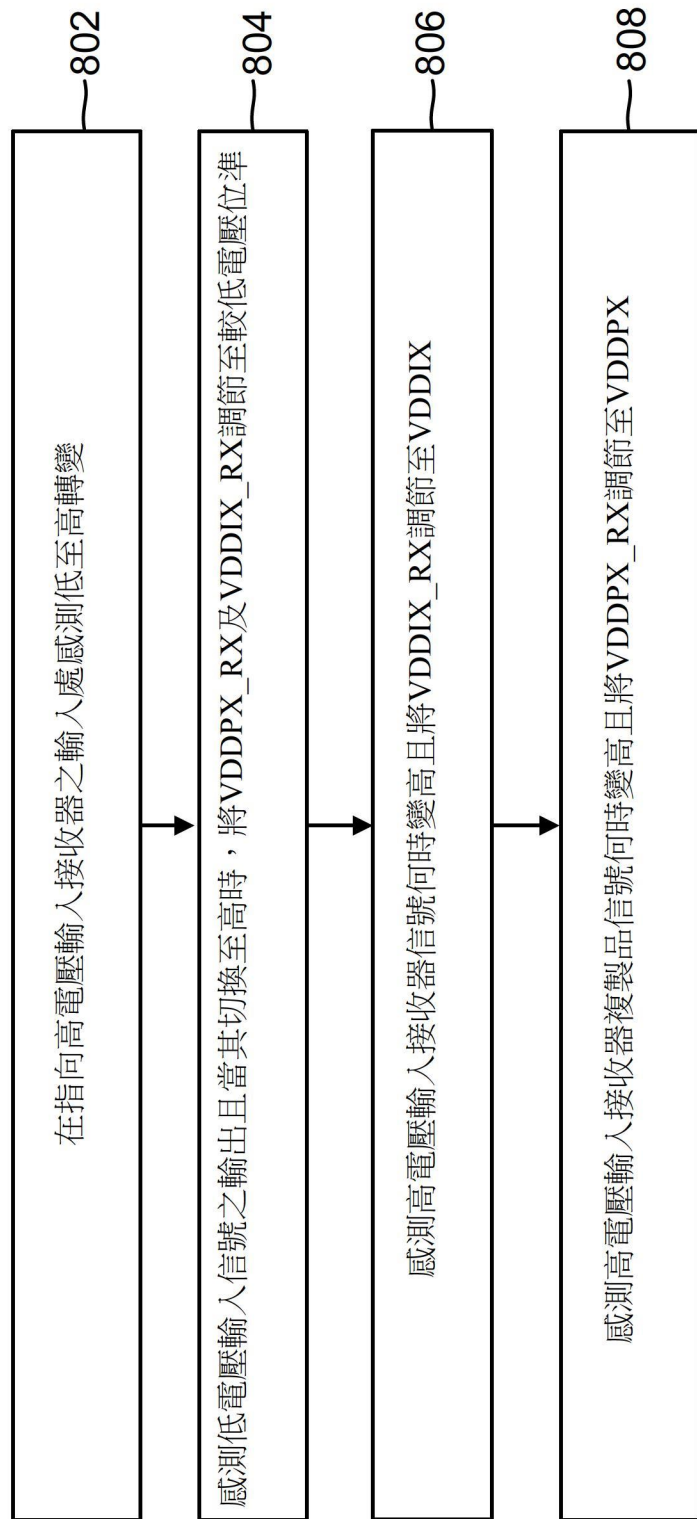 802
在指向高電壓輸入接收器之輸入處感測低至高轉變
804
感測低電壓輸入信號之輸出且當其切換至高時，將VDDPX_RX及VDDIX_RX調節至較低電壓位準
806
感測高電壓輸入接收器信號何時變高且將VDDIX_RX調節至VDDIX
808
感測高電壓輸入接收器複製品信號何時變高且將VDDPX_RX調節至VDDPX